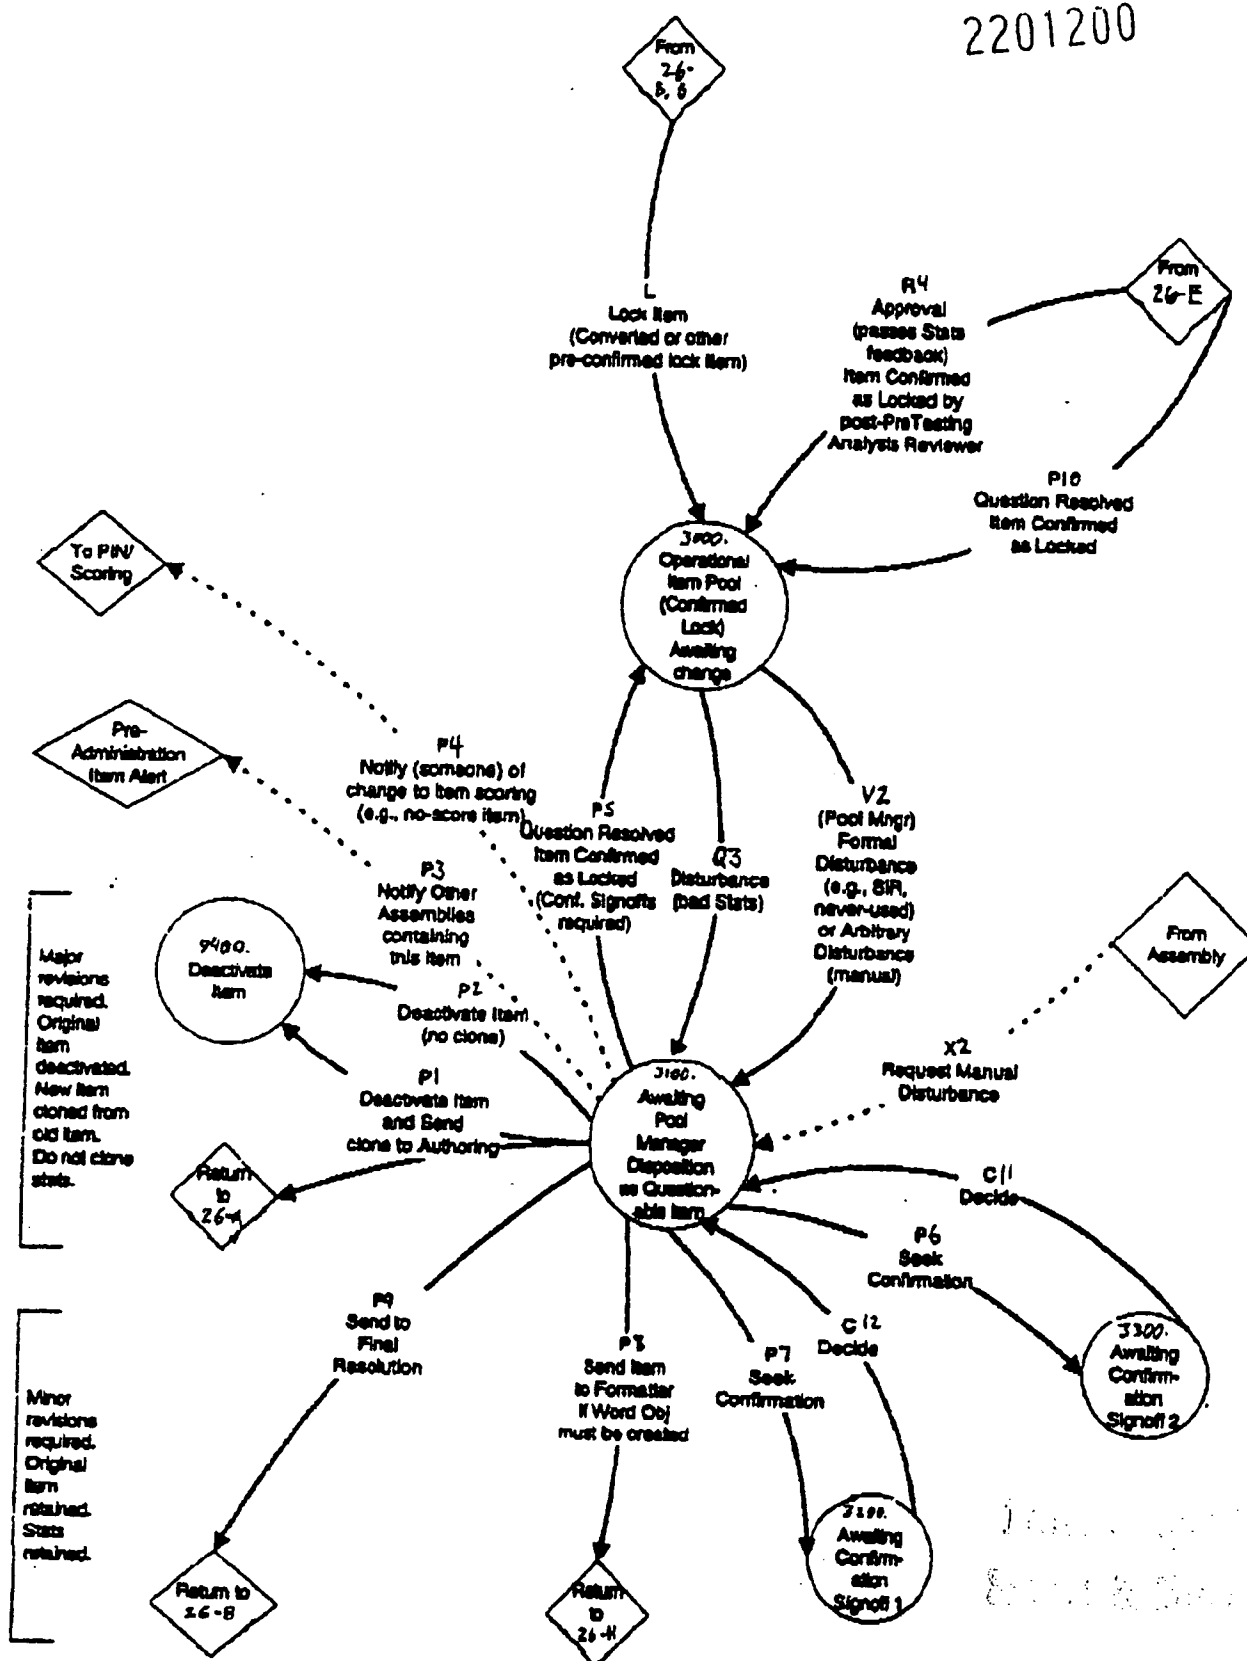 2201200
From
26-
Lock Item
(Converted or other
pre-confirmed lock item)
From
26-E
R4
Approval
(passes Stats
feedback)
Item Confirmed
as Locked by
post-PreTesting
Analysis Reviewer
P10
Question Resolved
Item Confirmed
as Locked
To PIN/
Scoring
Operational
Item Pool
(Confirmed
Lock)
Awaiting
change
Pre-
Administration
Item Alert
P4
Notify (someone) of
change to item scoring
(e.g., no-score item)
P5
Question Resolved
Item Confirmed
as Locked
(Conf. Signoffs
required)
Q3
Disturbance
(bad Stats)
V2
(Pool Mngr)
Formal
Disturbance
(e.g., SIR,
never-used)
or Arbitrary
Disturbance
(manual)
P3
Notify Other
Assemblies
containing
this item
From
Assembly
Major
revisions
required.
Original
item
deactivated.
New item
cloned from
old item.
Do not clone
stats.
9400.
Deactivate
Item
P2
Deactivate Item
(no clone)
X2
Request Manual
Disturbance
P1
Deactivate Item
and Send
clone to Authoring
3100.
Awaiting
Pool
Manager
Disposition
as Question-
able Item
Return
to
26-A
C11
Decide
P6
Seek
Confirmation
P9
Send to
Final
Resolution
P8
Send Item
to Formatter
If Word Obj
must be created
P7
Seek
Confirmation
C12
Decide
3300.
Awaiting
Confirm-
ation
Signoff 2
Minor
revisions
required.
Original
item
retained.
Stats
retained.
3200.
Awaiting
Confirm-
ation
Signoff 1
Return to
26-B
Return
to
26-H